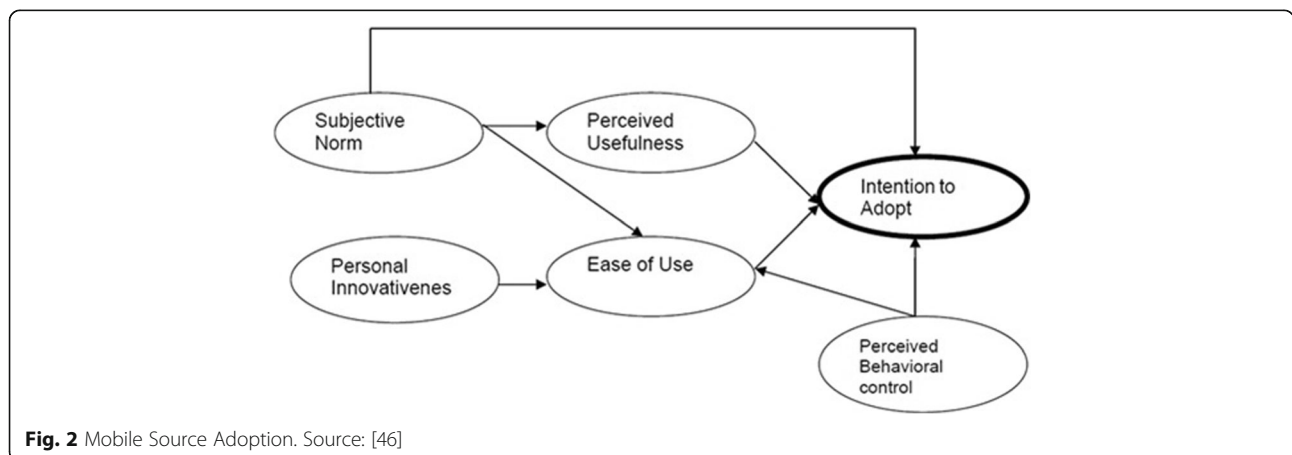 Subjective
Norm
Perceived
Usefulness
Intention to
Adopt
Personal
Innovativenes
Ease of Use
Perceived
Behavioral
control
Fig. 2 Mobile Source Adoption. Source: [46]